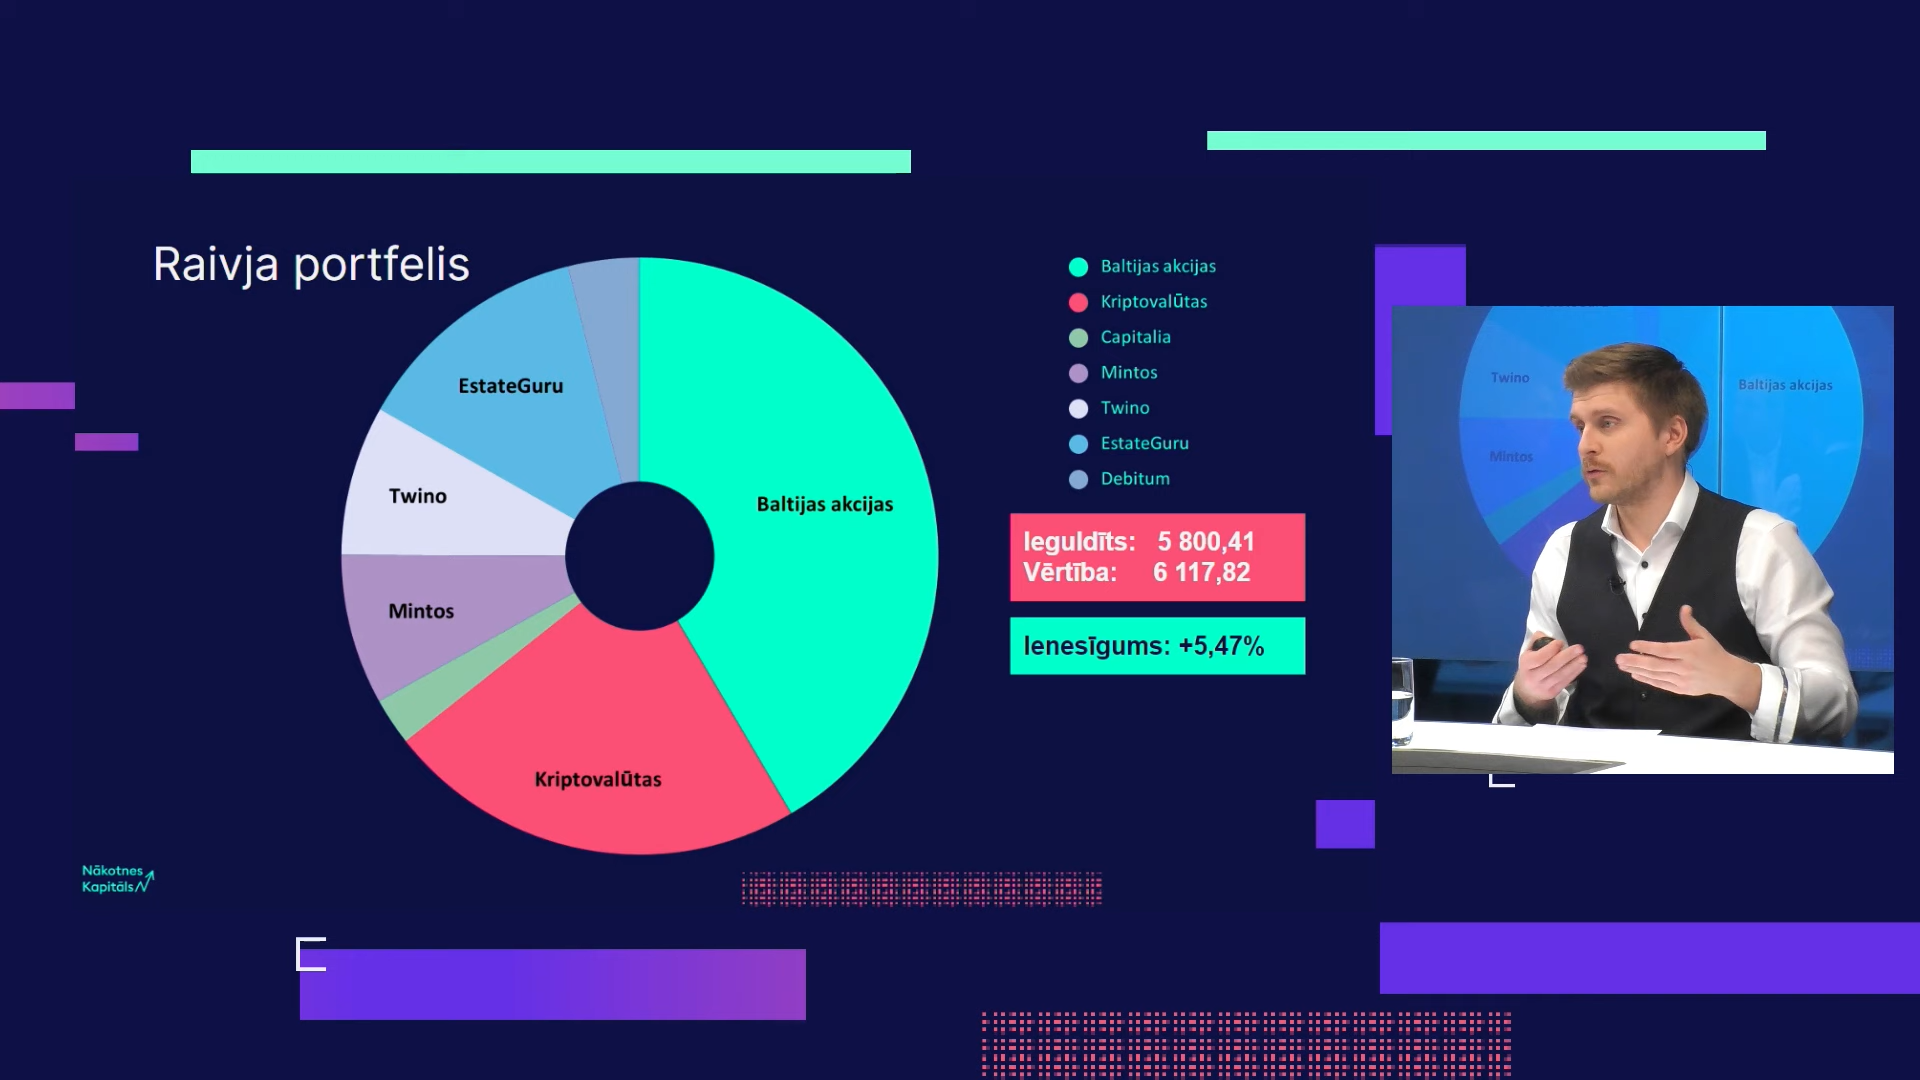 Raivja portfelis
EstateGuru
Twino
Mintos
Kriptovalūtas
Baltijas akcijas
Baltijas akcijas
Kriptovalūtas
Capitalia
Mintos
Twino
EstateGuru
Debitum
Ieguldīts: 5 800,41
Vērtība: 6 117,82
Ienesīgums: +5,47%
Twino
Mintos
Baltijas akcijas
Nākotnes
Kapitāls